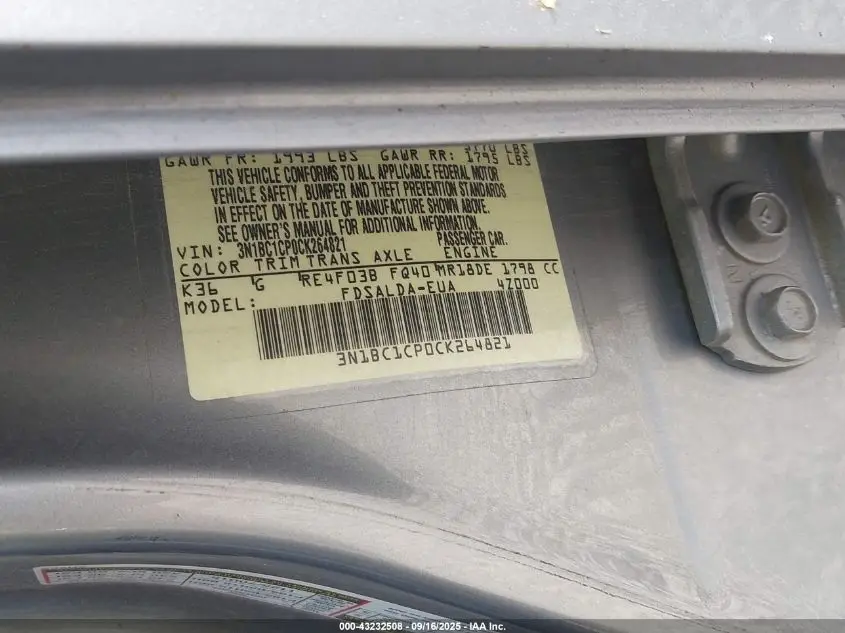 GAWR FR: 1993 LBS GAWR RR: 1795 LBS
THIS VEHICLE CONFORMS TO ALL APPLICABLE FEDERAL MOTOR
VEHICLE SAFETY, BUMPER AND THEFT PREVENTION STANDARDS
IN EFFECT ON THE DATE OF MANUFACTURE SHOWN ABOVE.
SEE OWNER'S MANUAL FOR ADDITIONAL INFORMATION.
VIN: 3N1BC1CP0CK264821 PASSENGER CAR.
COLOR TRIM TRANS AXLE ENGINE
K36 G RE4F03B FQ40 MR18DE 1798 CC
MODEL: FDSALDA-EUA 4Z000
3N1BC1CP0CK264821
000-43232508 - 09/16/2025 - IAA Inc.